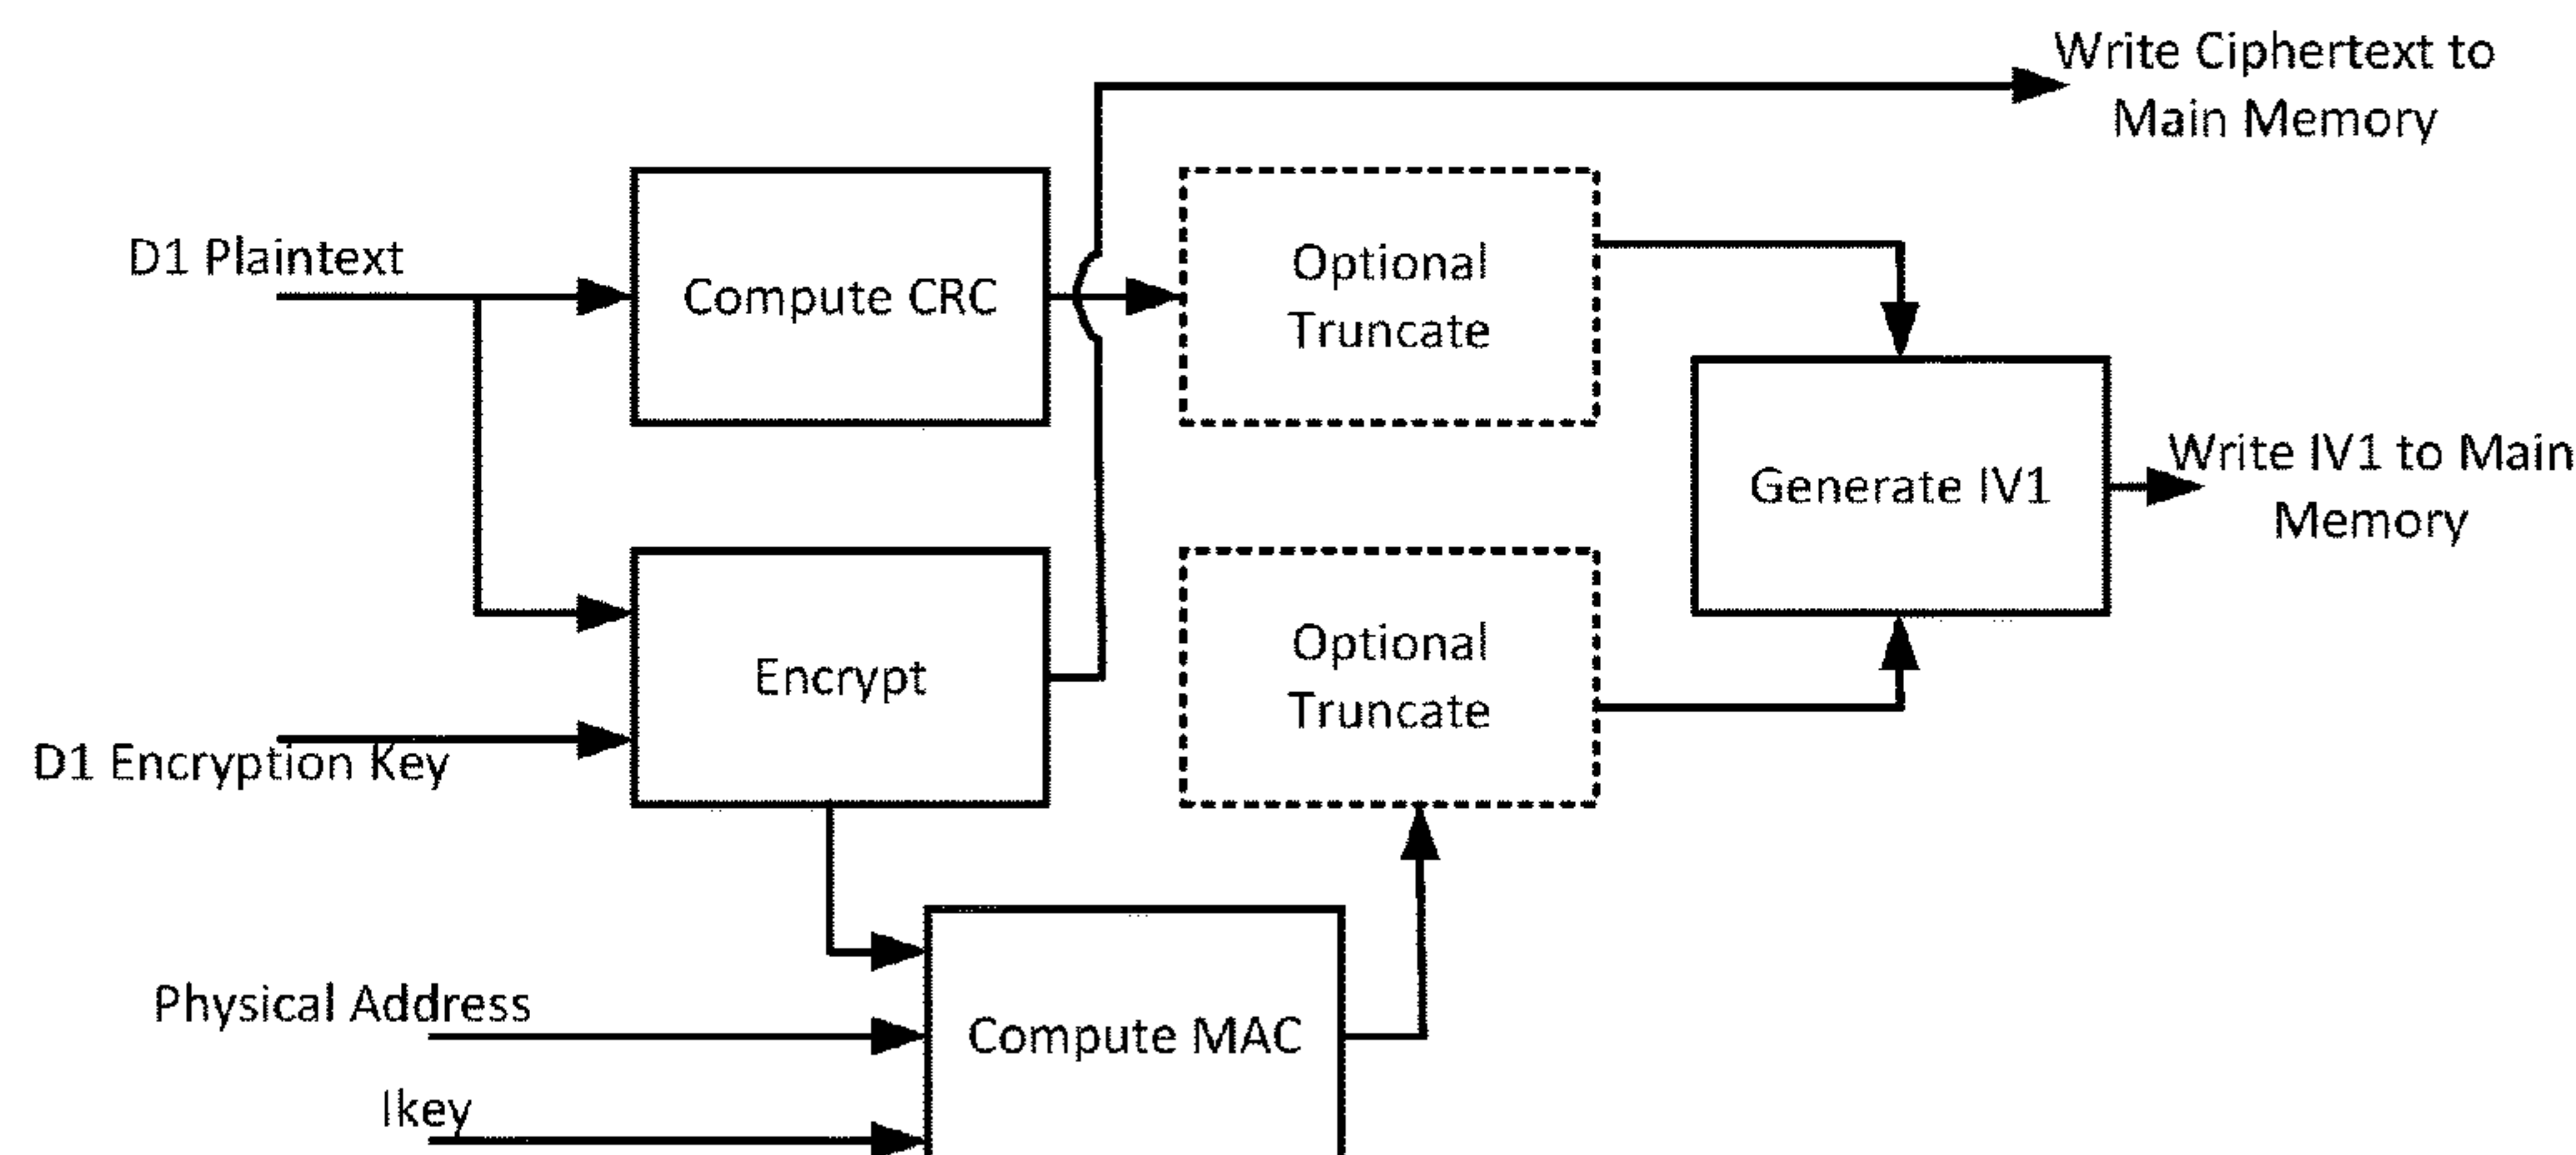 Write Ciphertext to
Main Memory
D1 Plaintext
Compute CRC
Optional
Truncate
Generate IV1
Write IV1 to Main
Memory
Encrypt
Optional
Truncate
D1 Encryption Key
Physical Address
Compute MAC
Ikey